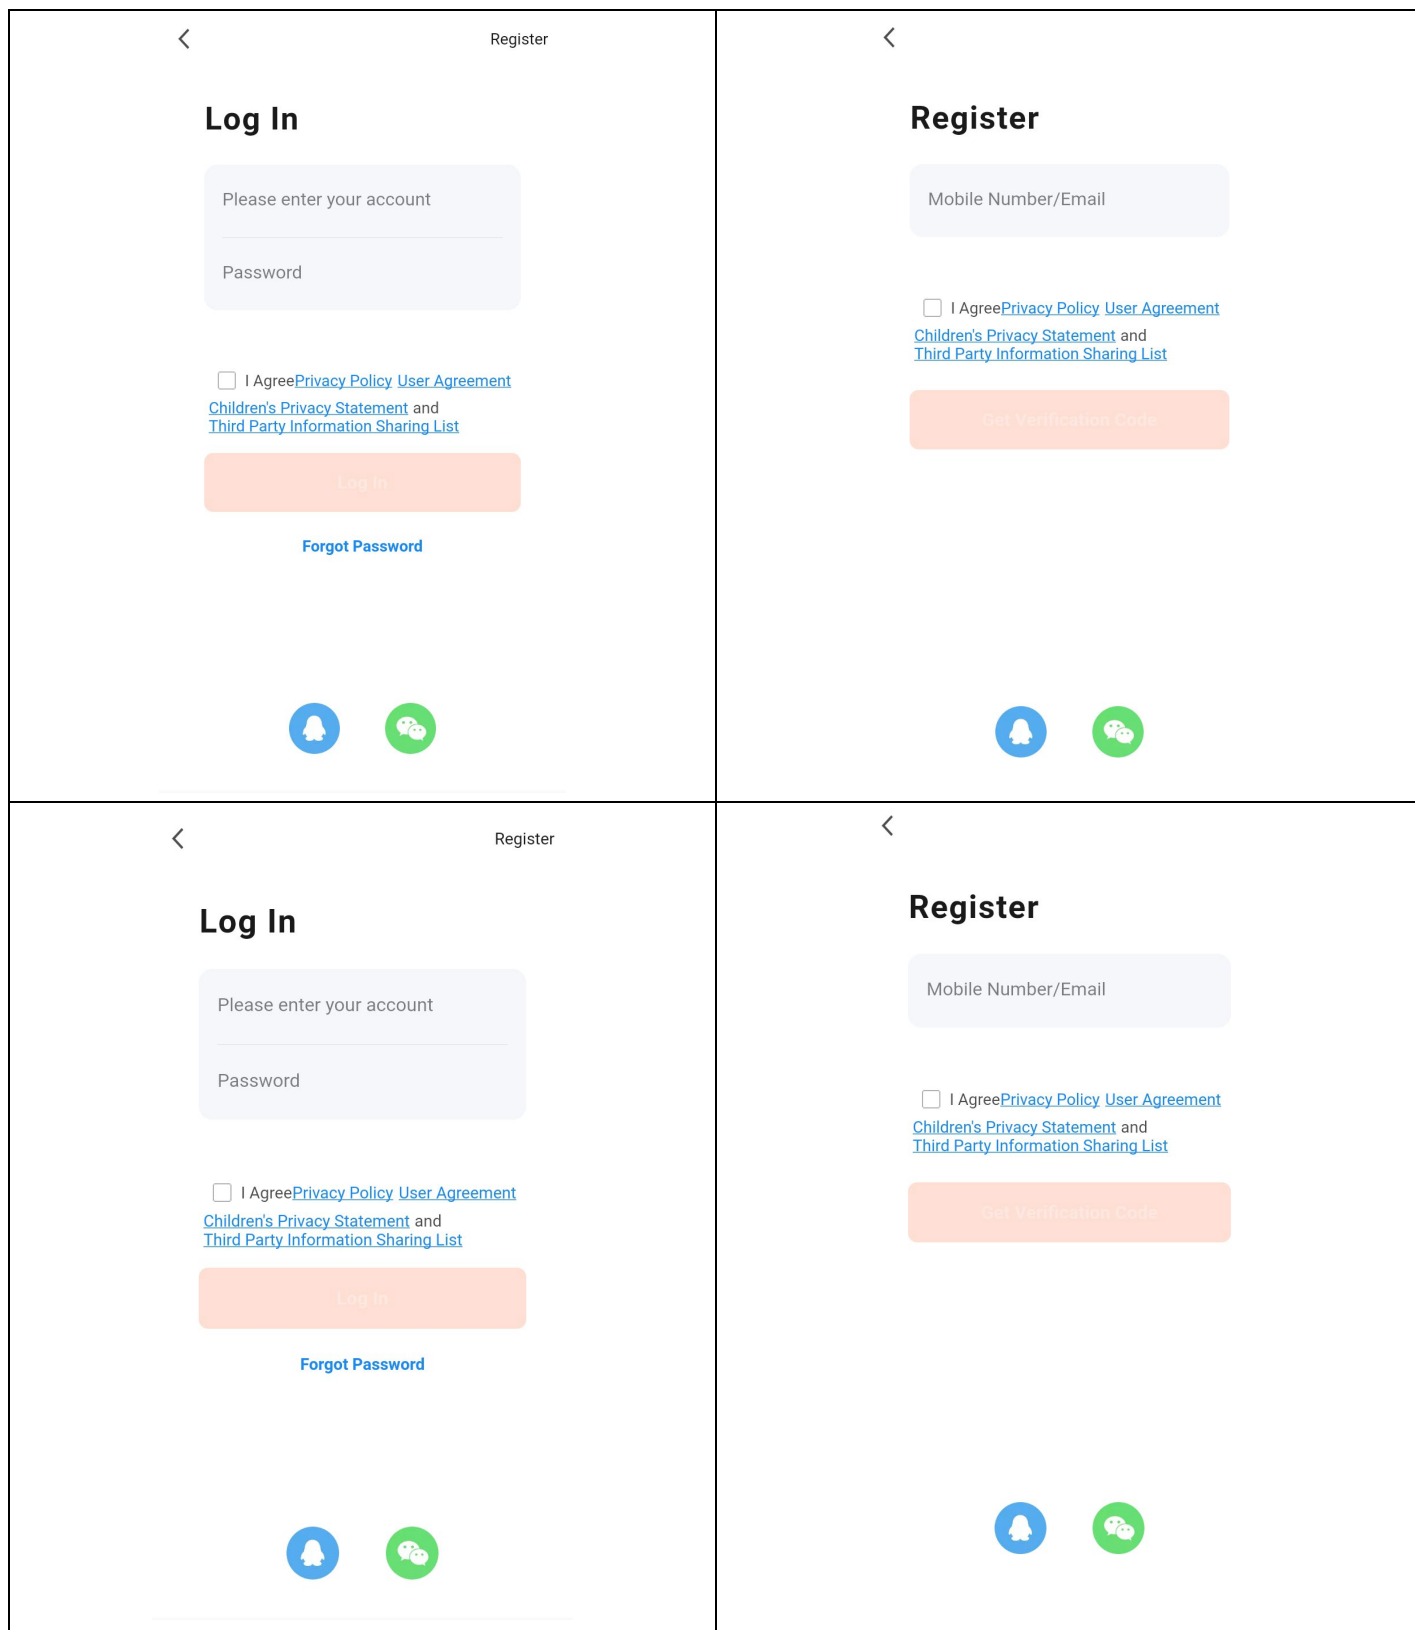 Register
Log In
Please enter your account
Password
I AgreePrivacy Policy User Agreement
Children's Privacy Statement and
Third Party Information Sharing List
Log In
Forgot Password
Register
Mobile Number/Email
I AgreePrivacy Policy User Agreement
Children's Privacy Statement and
Third Party Information Sharing List
Get Verification Code
Register
Log In
Please enter your account
Password
I AgreePrivacy Policy User Agreement
Children's Privacy Statement and
Third Party Information Sharing List
Log In
Forgot Password
Register
Mobile Number/Email
I AgreePrivacy Policy User Agreement
Children's Privacy Statement and
Third Party Information Sharing List
Get Verification Code